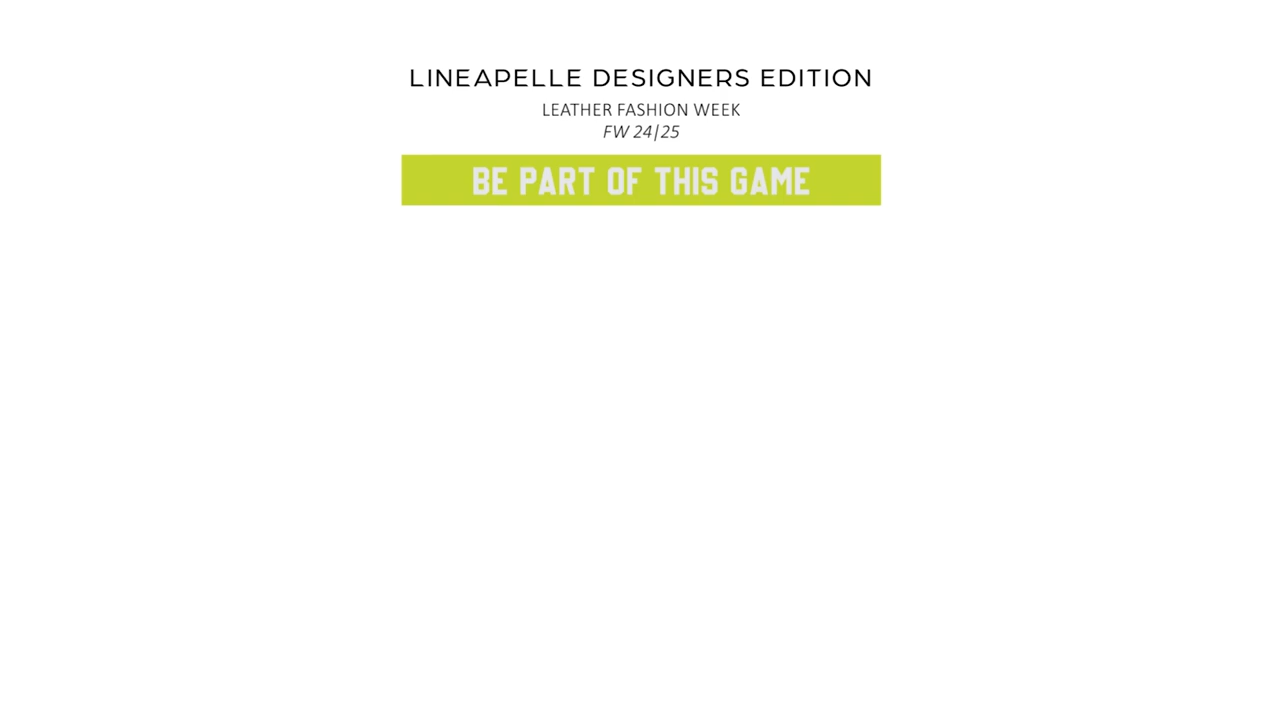 LINEAPELLE DESIGNERS EDITION
LEATHER FASHION WEEK
FW 24|25
BE PART OF THIS GAME